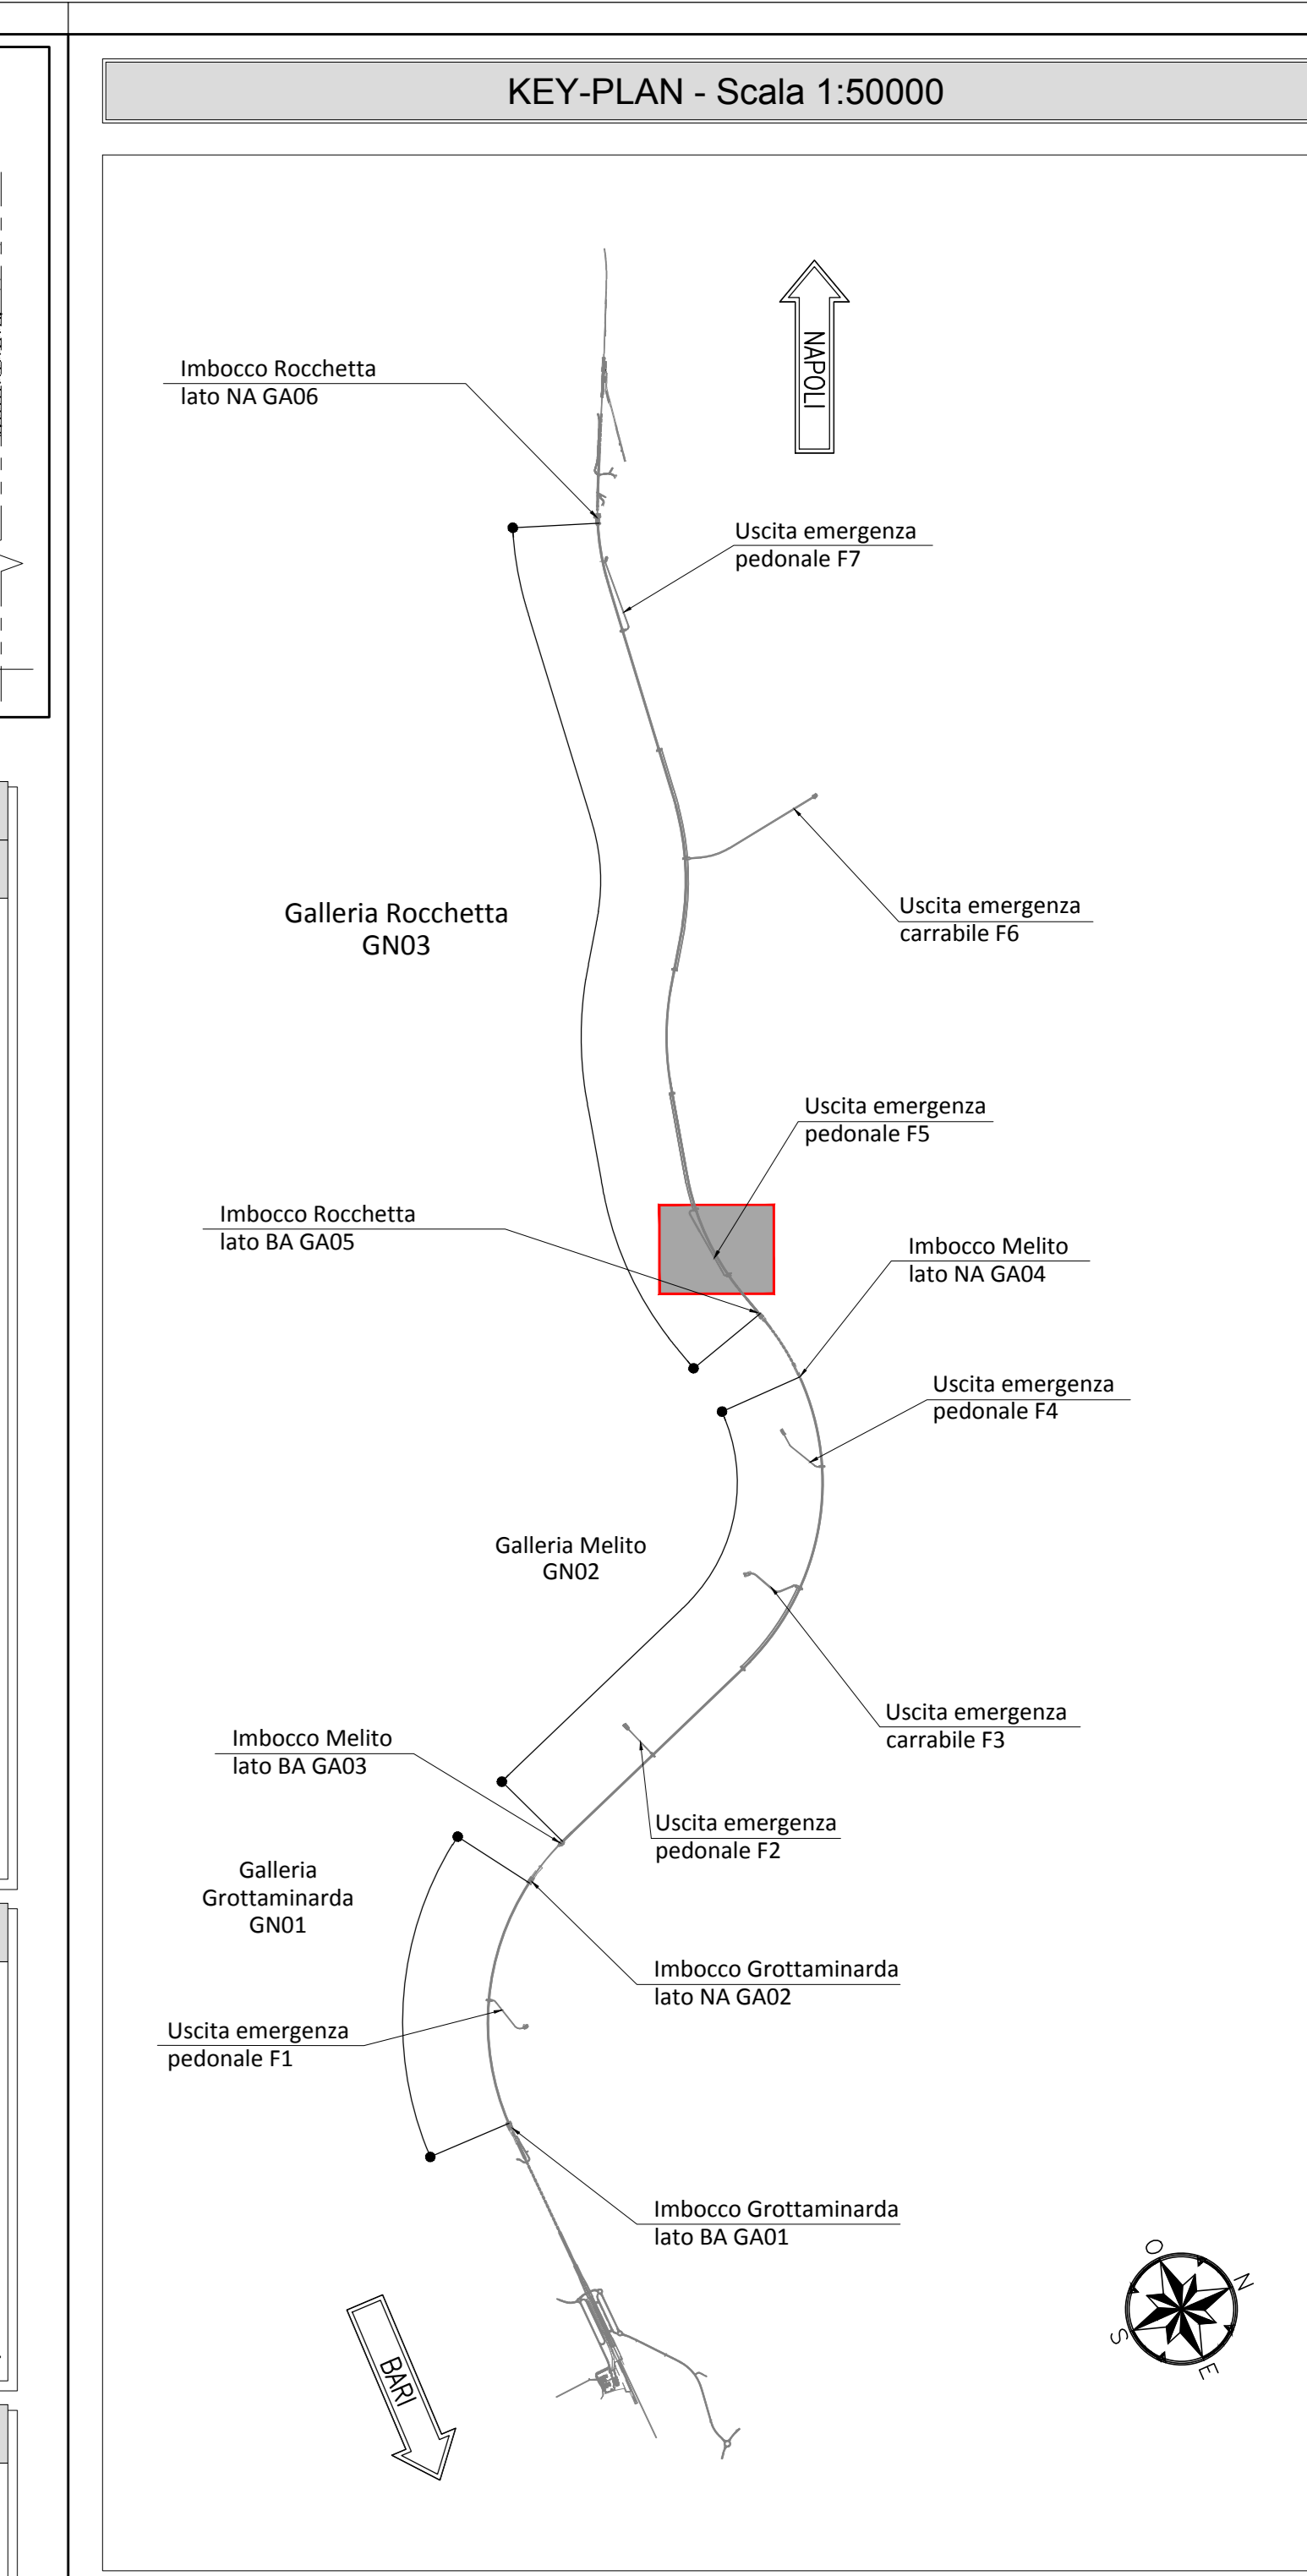 KEY-PLAN - Scala 1:50000
NAPOLI
Imbocco Rocchetta
lato NA GA06
Uscita emergenza
pedonale F7
Uscita emergenza
carrabile F6
Galleria Rocchetta
GN03
Uscita emergenza
pedonale F5
Imbocco Rocchetta
lato BA GA05
Imbocco Melito
lato NA GA04
Uscita emergenza
pedonale F4
Galleria Melito
GN02
Uscita emergenza
carrabile F3
Imbocco Melito
lato BA GA03
Uscita emergenza
pedonale F2
Galleria
Grottaminarda
GN01
Imbocco Grottaminarda
lato NA GA02
Uscita emergenza
pedonale F1
Imbocco Grottaminarda
lato BA GA01
BARI
O
N
S
E